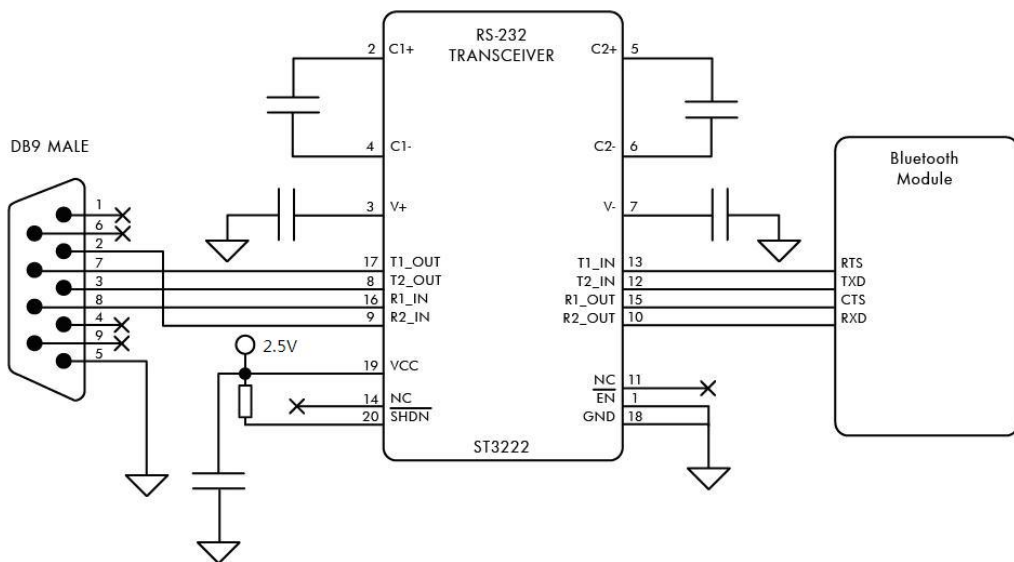 RS-232
TRANSCEIVER
2 C1+
C2+ 5
4 C1-
C2- 6
DB9 MALE
Bluetooth
Module
3 V+
V- 7
1
6
2
7
3
8
4
9
5
17 T1_OUT
8 T2_OUT
16 R1_IN
9 R2_IN
T1_IN 13
T2_IN 12
R1_OUT 15
R2_OUT 10
RTS
TXD
CTS
RXD
2.5V
19 VCC
14 NC
20 SHDN
NC 11
EN 1
GND 18
ST3222